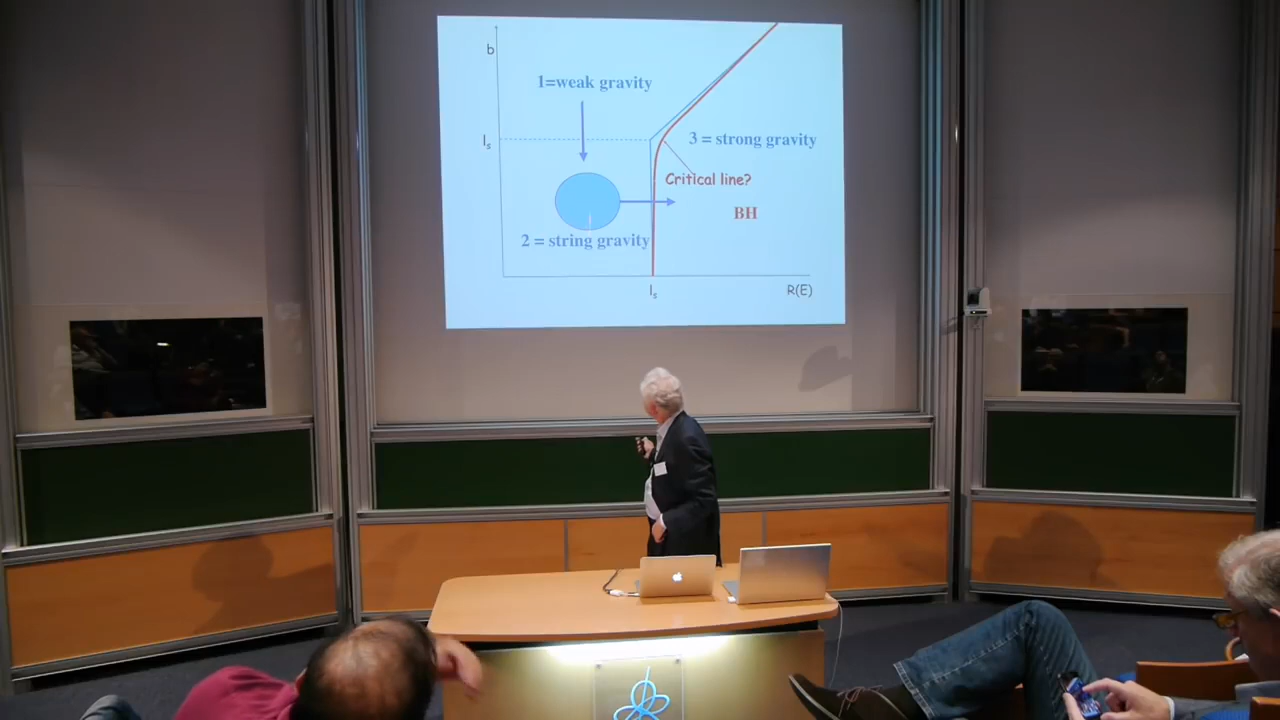 b
1=weak gravity
l_s
3 = strong gravity
Critical line?
BH
2 = string gravity
l_s
R(E)